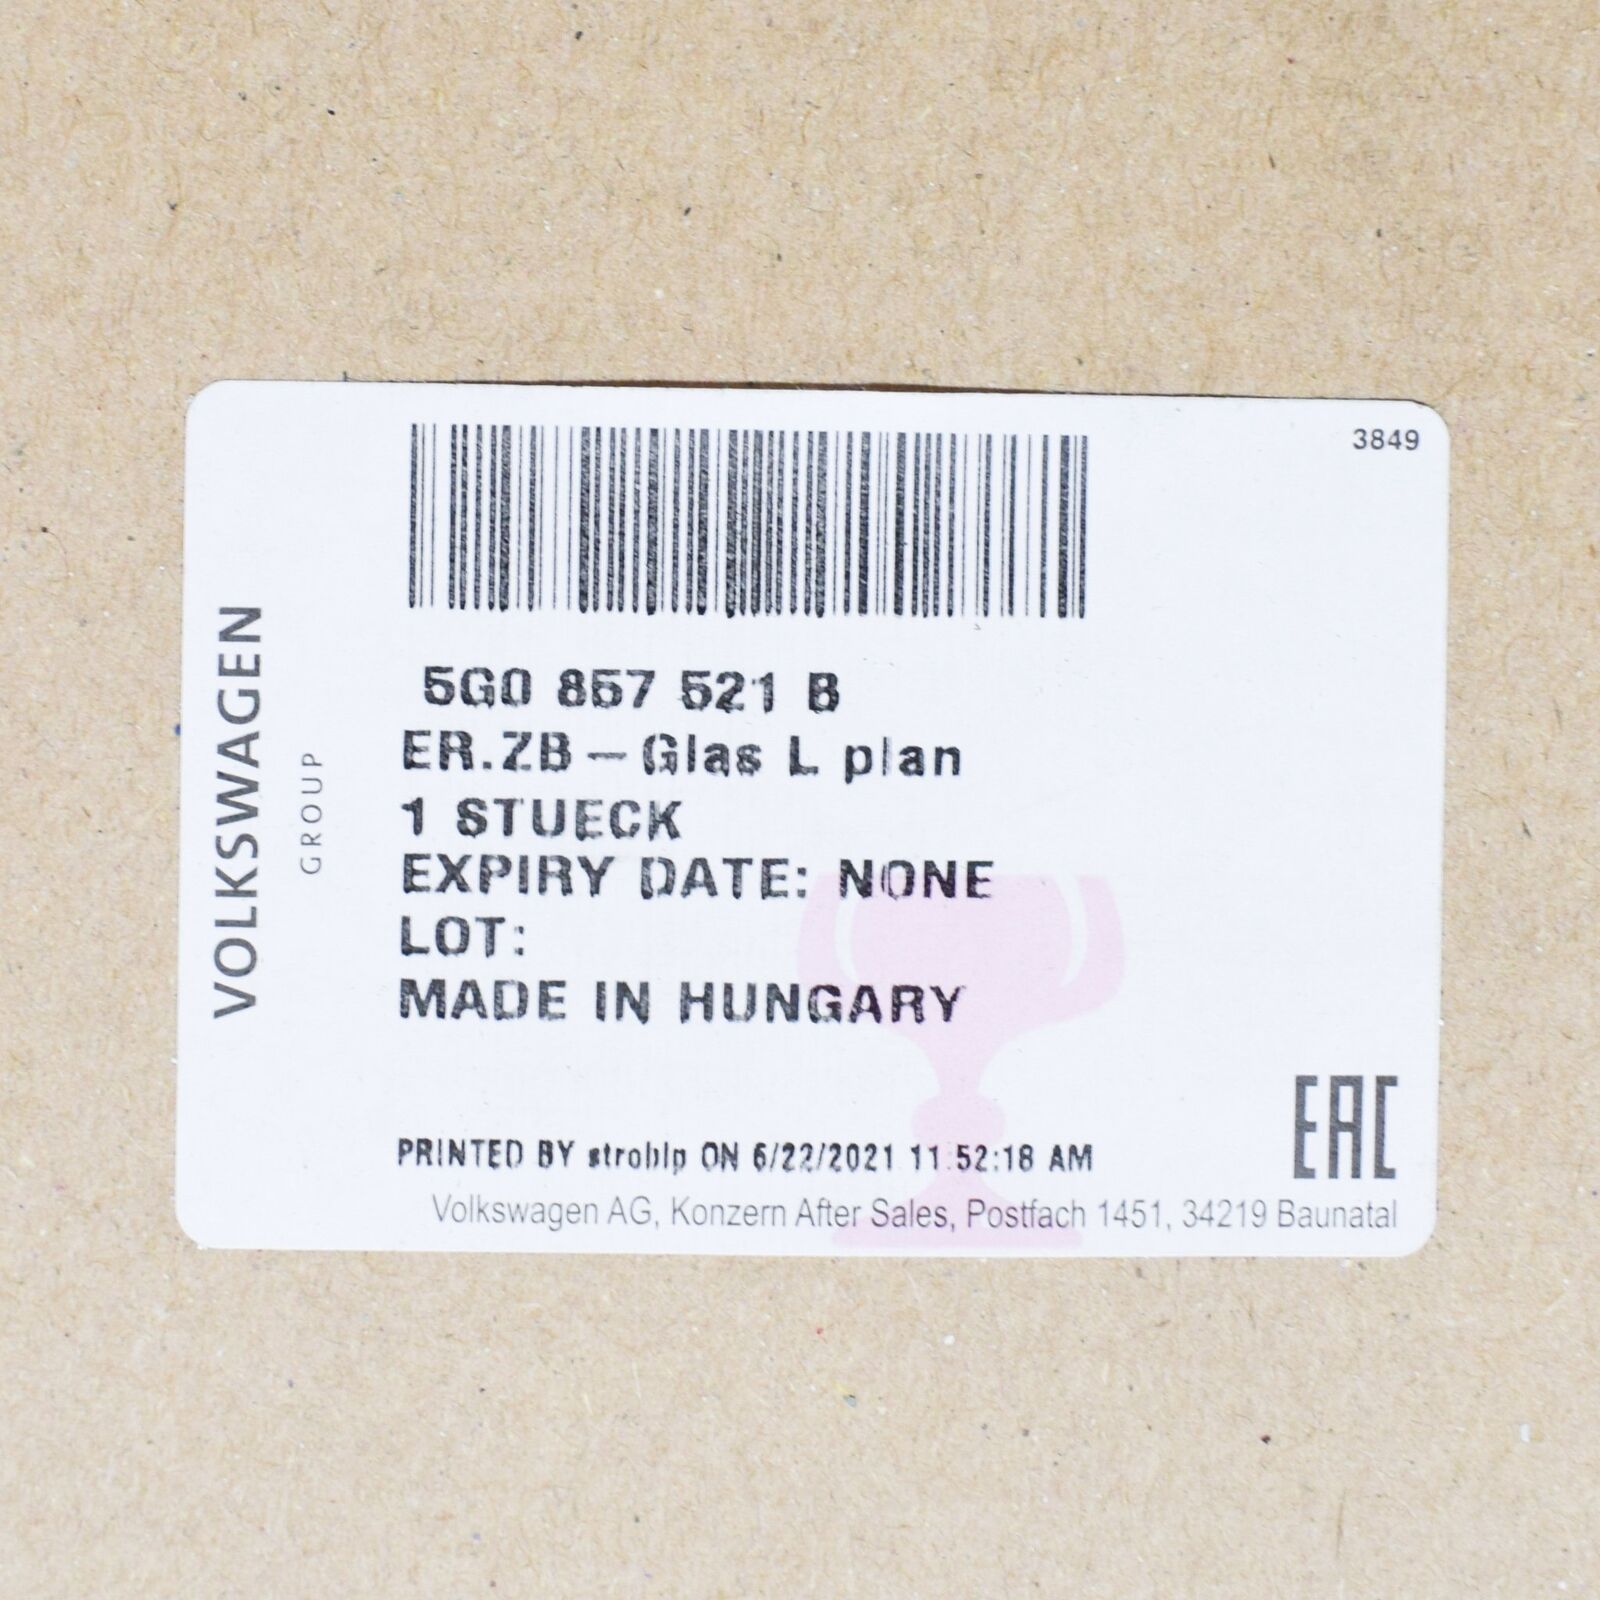 3849
VOLKSWAGEN
GROUP
5G0 857 521 B
ER.ZB – Glas L plan
1 STUECK
EXPIRY DATE: NONE
LOT:
MADE IN HUNGARY
EAC
PRINTED BY stroblp ON 6/22/2021 11:52:18 AM
Volkswagen AG, Konzern After Sales, Postfach 1451, 34219 Baunatal